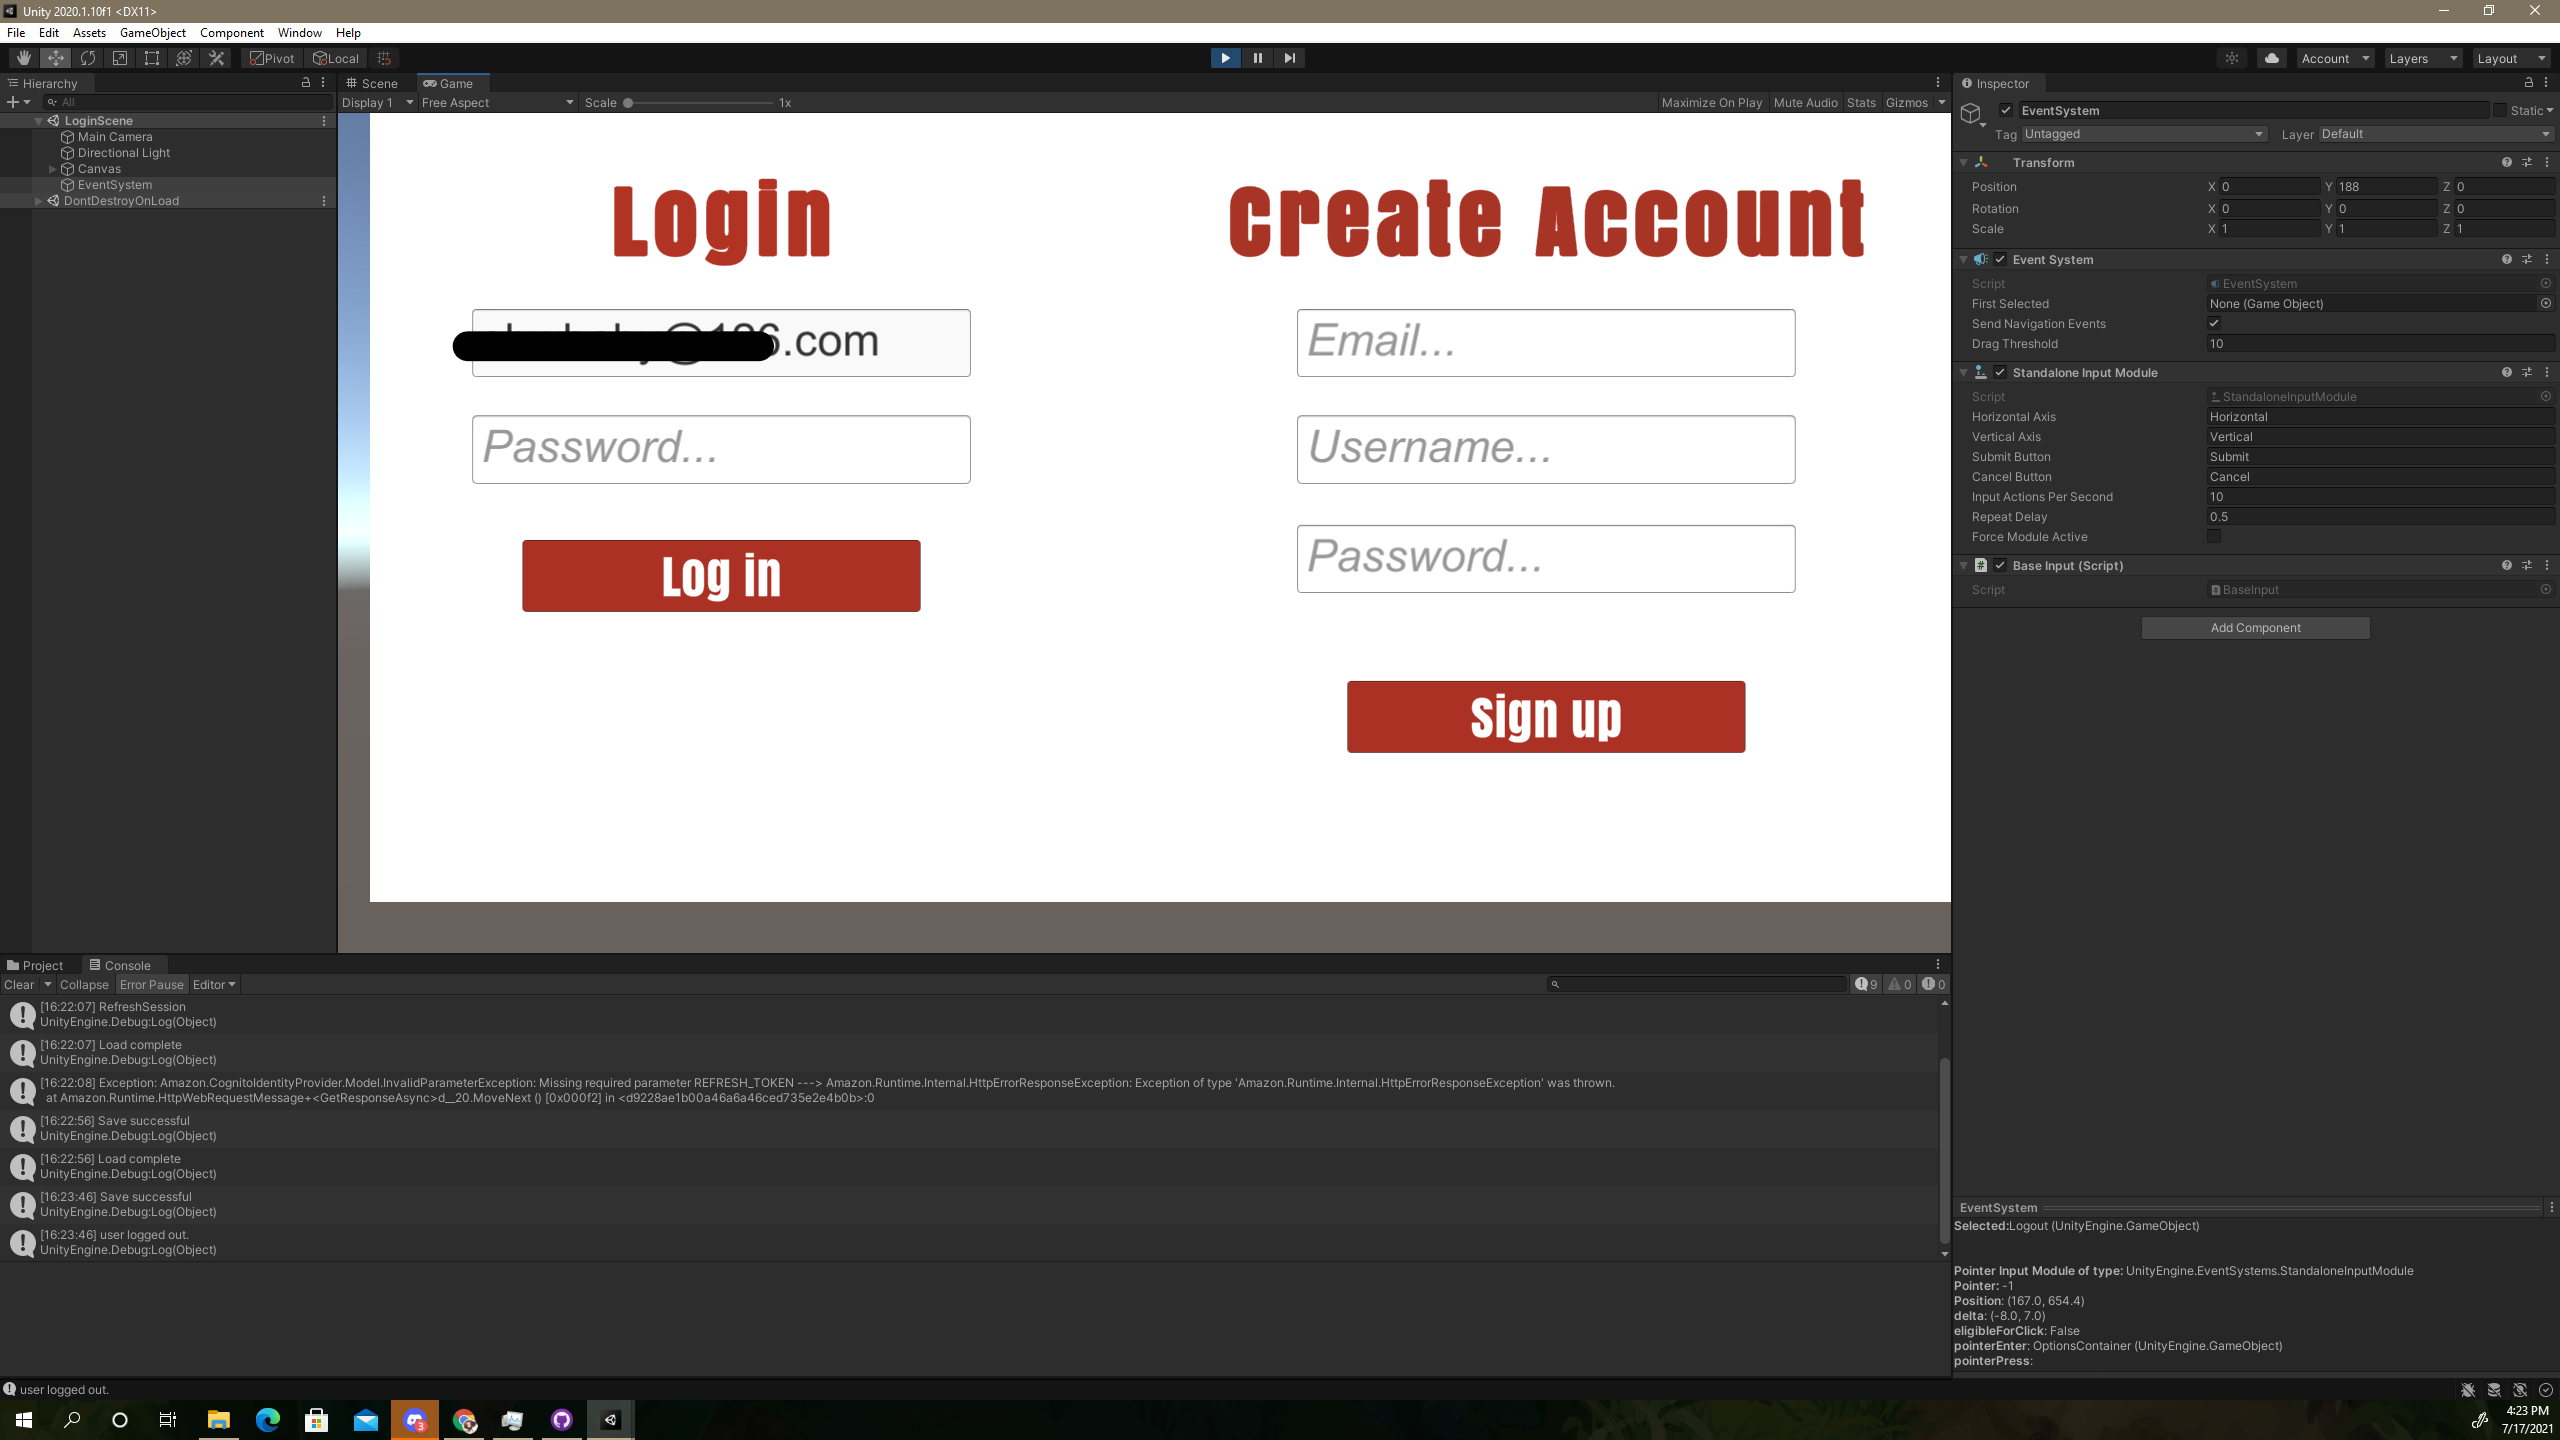 Unity 2020.1.10f1 <DX11>
File Edit Assets GameObject Component Window Help
Pivot Local
Account Layers Layout
Hierarchy
All
LoginScene
Main Camera
Directional Light
Canvas
EventSystem
DontDestroyOnLoad
Scene Game
Display 1 Free Aspect Scale 1x
Maximize On Play Mute Audio Stats Gizmos
Login
.com
Password...
Log in
Create Account
Email...
Username...
Password...
Sign up
Inspector
EventSystem Static
Tag Untagged Layer Default
Transform
Position X 0 Y 188 Z 0
Rotation X 0 Y 0 Z 0
Scale X 1 Y 1 Z 1
Event System
Script EventSystem
First Selected None (Game Object)
Send Navigation Events
Drag Threshold 10
Standalone Input Module
Script StandaloneInputModule
Horizontal Axis Horizontal
Vertical Axis Vertical
Submit Button Submit
Cancel Button Cancel
Input Actions Per Second 10
Repeat Delay 0.5
Force Module Active
Base Input (Script)
Script BaseInput
Add Component
Project Console
Clear Collapse Error Pause Editor
9 0 0
[16:22:07] RefreshSession
UnityEngine.Debug:Log(Object)
[16:22:07] Load complete
UnityEngine.Debug:Log(Object)
[16:22:08] Exception: Amazon.CognitoIdentityProvider.Model.InvalidParameterException: Missing required parameter REFRESH_TOKEN ---> Amazon.Runtime.Internal.HttpErrorResponseException: Exception of type 'Amazon.Runtime.Internal.HttpErrorResponseException' was thrown.
at Amazon.Runtime.HttpWebRequestMessage+<GetResponseAsync>d__20.MoveNext () [0x000f2] in <d9228ae1b00a46a6a46ced735e2e4b0b>:0
[16:22:56] Save successful
UnityEngine.Debug:Log(Object)
[16:22:56] Load complete
UnityEngine.Debug:Log(Object)
[16:23:46] Save successful
UnityEngine.Debug:Log(Object)
[16:23:46] user logged out.
UnityEngine.Debug:Log(Object)
EventSystem
Selected:Logout (UnityEngine.GameObject)
Pointer Input Module of type: UnityEngine.EventSystems.StandaloneInputModule
Pointer: -1
Position: (167.0, 654.4)
delta: (-8.0, 7.0)
eligibleForClick: False
pointerEnter: OptionsContainer (UnityEngine.GameObject)
pointerPress:
user logged out.
3
4:23 PM
7/17/2021